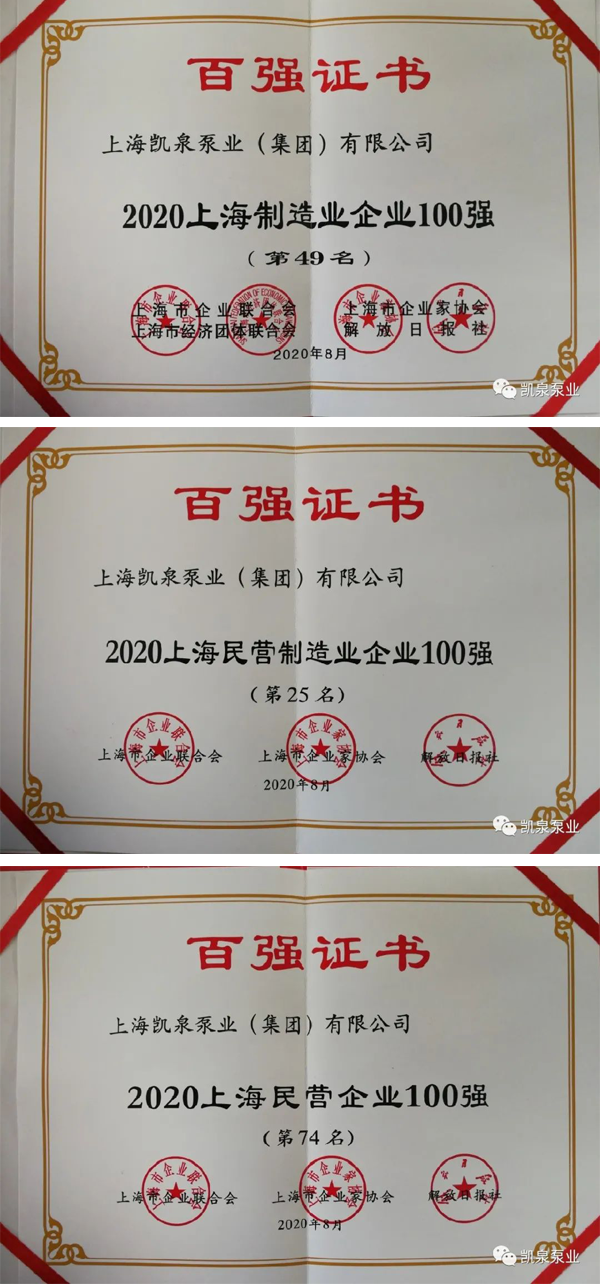 百强证书
上海凯泉泵业（集团）有限公司
2020上海制造业企业100强
（第49名）
上海市企业联合会 上海市企业家协会
上海市经济团体联合会 解放日报社
2020年8月
凯泉泵业
百强证书
上海凯泉泵业（集团）有限公司
2020上海民营制造业企业100强
（第25名）
上海市企业联合会 上海市企业家协会 解放日报社
2020年8月
凯泉泵业
百强证书
上海凯泉泵业（集团）有限公司
2020上海民营企业100强
（第74名）
上海市企业联合会 上海市企业家协会 解放日报社
2020年8月
凯泉泵业